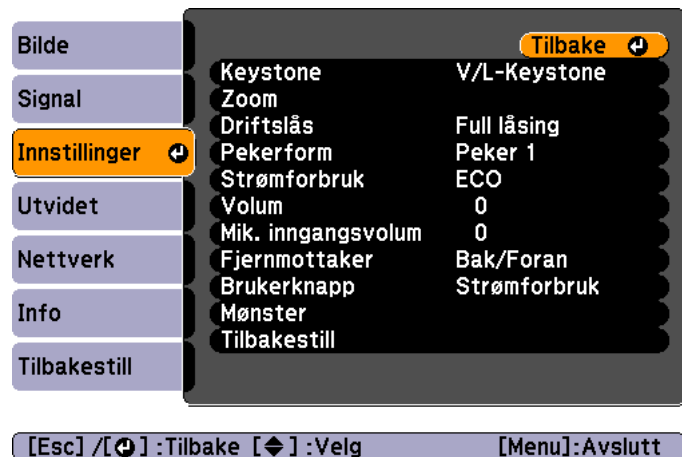 Bilde
Signal
Innstillinger
Utvidet
Nettverk
Info
Tilbakestill
Tilbake
Keystone V/L-Keystone
Zoom
Driftslås Full låsing
Pekerform Peker 1
Strømforbruk ECO
Volum 0
Mik. inngangsvolum 0
Fjernmottaker Bak/Foran
Brukerknapp Strømforbruk
Mønster
Tilbakestill
[Esc] /[⏎] :Tilbake [◆] :Velg [Menu]:Avslutt